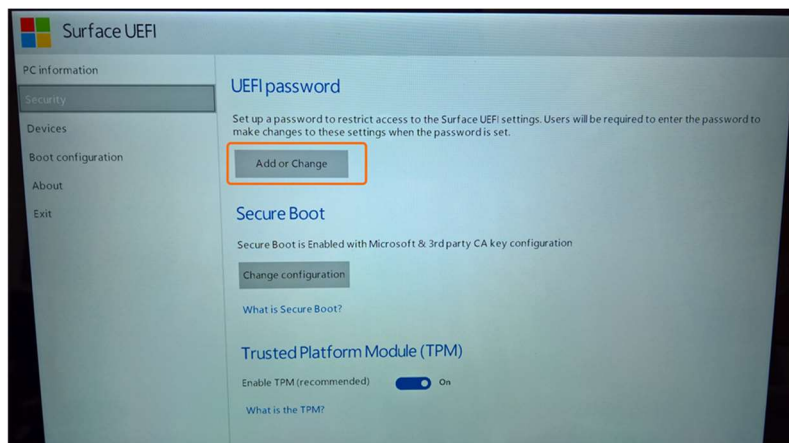 Surface UEFI
PC information
Security
Devices
Boot configuration
About
Exit
UEFI password
Set up a password to restrict access to the Surface UEFI settings. Users will be required to enter the password to
make changes to these settings when the password is set.
Add or Change
Secure Boot
Secure Boot is Enabled with Microsoft & 3rd party CA key configuration
Change configuration
What is Secure Boot?
Trusted Platform Module (TPM)
Enable TPM (recommended)
On
What is the TPM?